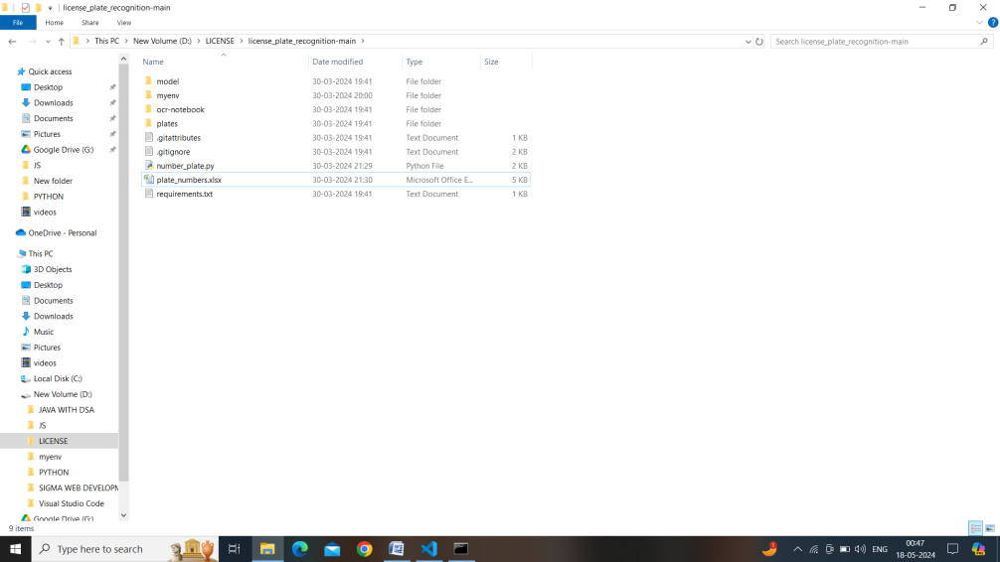 license_plate_recognition-main
File Home Share View
This PC New Volume (D:) LICENSE license_plate_recognition-main
Search license_plate_recognition-main
Name Date modified Type Size
model 30-03-2024 19:41 File folder
myenv 30-03-2024 20:00 File folder
ocr-notebook 30-03-2024 19:41 File folder
plates 30-03-2024 19:41 File folder
.gitattributes 30-03-2024 19:41 Text Document 1 KB
.gitignore 30-03-2024 19:41 Text Document 2 KB
number_plate.py 30-03-2024 21:29 Python File 2 KB
plate_numbers.xlsx 30-03-2024 21:30 Microsoft Office E... 5 KB
requirements.txt 30-03-2024 19:41 Text Document 1 KB
Quick access
Desktop
Downloads
Documents
Pictures
Google Drive (G:)
JS
New folder
PYTHON
videos
OneDrive - Personal
This PC
3D Objects
Desktop
Documents
Downloads
Music
Pictures
videos
Local Disk (C:)
New Volume (D:)
JAVA WITH DSA
JS
LICENSE
myenv
PYTHON
SIGMA WEB DEVELOPM
Visual Studio Code
Google Drive (G:)
9 items
Type here to search
ENG
00:47
18-05-2024